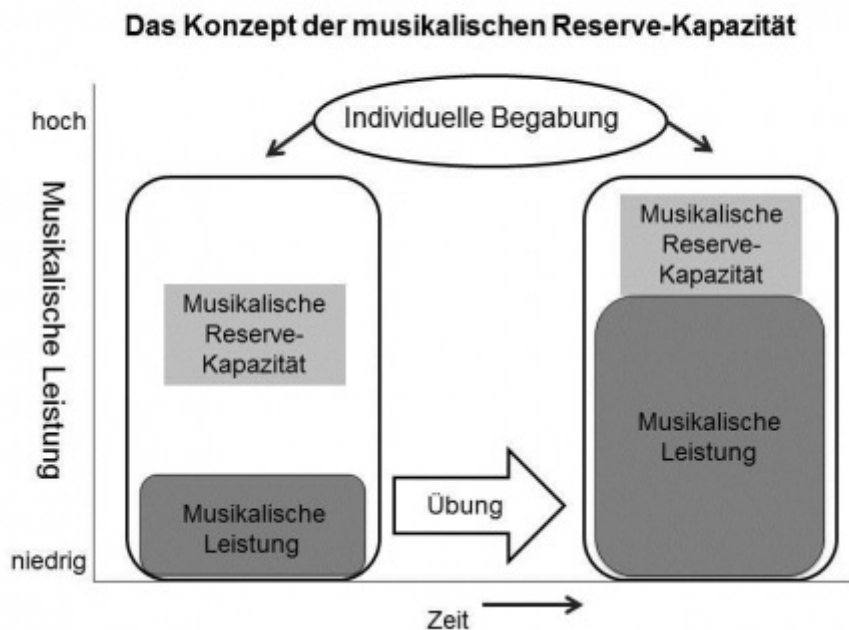 Das Konzept der musikalischen Reserve-Kapazität
hoch
Individuelle Begabung
Musikalische Leistung
Musikalische
Reserve-
Kapazität
Musikalische
Leistung
Übung
Musikalische
Reserve-
Kapazität
Musikalische
Leistung
niedrig
Zeit